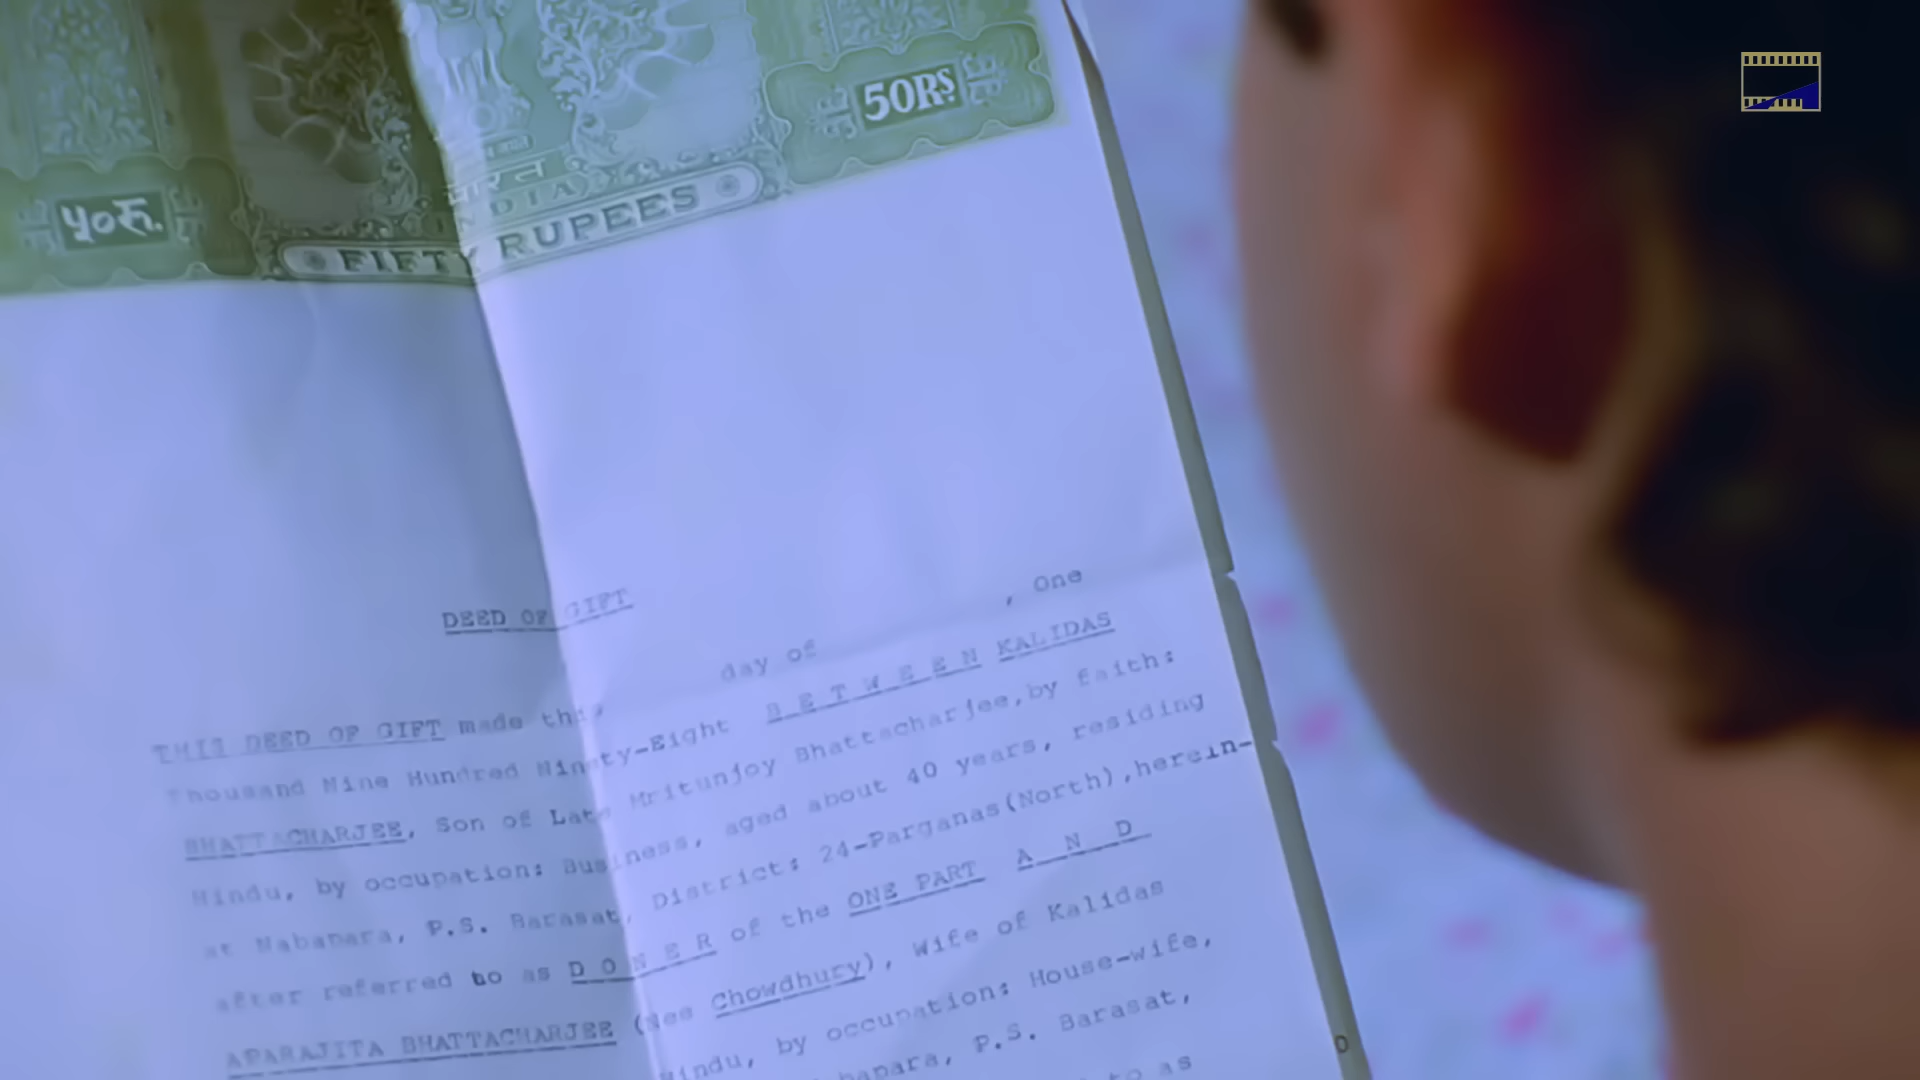 50RS
५०रु.
भारत
INDIA
FIFTY RUPEES
DEED OF GIFT
THIS DEED OF GIFT made this day of , One
Thousand Nine Hundred Ninety-Eight B E T W E E N KALIDAS
BHATTACHARJEE, Son of Late Mritunjoy Bhattacharjee,by faith:
Hindu, by occupation: Business, aged about 40 years, residing
at Nabapara, P.S. Barasat, District: 24-Parganas(North),herein-
after referred to as D O N E R of the ONE PART A N D
APARAJITA BHATTACHARJEE (Nee Chowdhury), Wife of Kalidas
Hindu, by occupation: House-wife,
P.S. Barasat,
to as